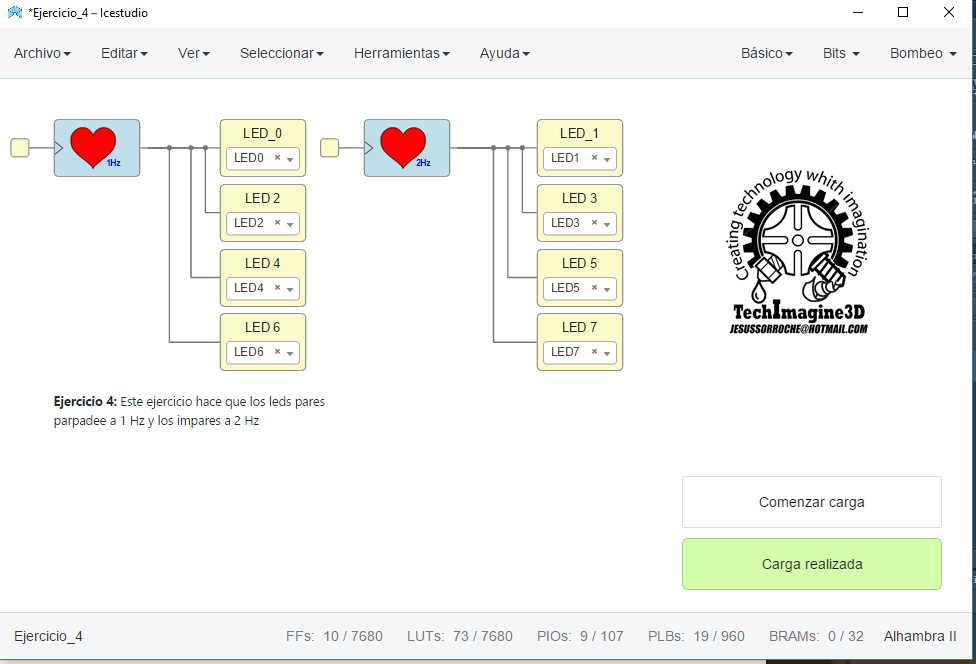 *Ejercicio_4 – Icestudio
Archivo Editar Ver Seleccionar Herramientas Ayuda Básico Bits Bombeo
1Hz
LED_0
LED0 ×
LED 2
LED2 ×
LED 4
LED4 ×
LED 6
LED6 ×
2Hz
LED_1
LED1 ×
LED 3
LED3 ×
LED 5
LED5 ×
LED 7
LED7 ×
Creating technology whith imagination
TechImagine3D
JESUSSORROCHE@HOTMAIL.COM
Ejercicio 4: Este ejercicio hace que los leds pares
parpadee a 1 Hz y los impares a 2 Hz
Comenzar carga
Carga realizada
Ejercicio_4 FFs: 10 / 7680 LUTs: 73 / 7680 PIOs: 9 / 107 PLBs: 19 / 960 BRAMs: 0 / 32 Alhambra II